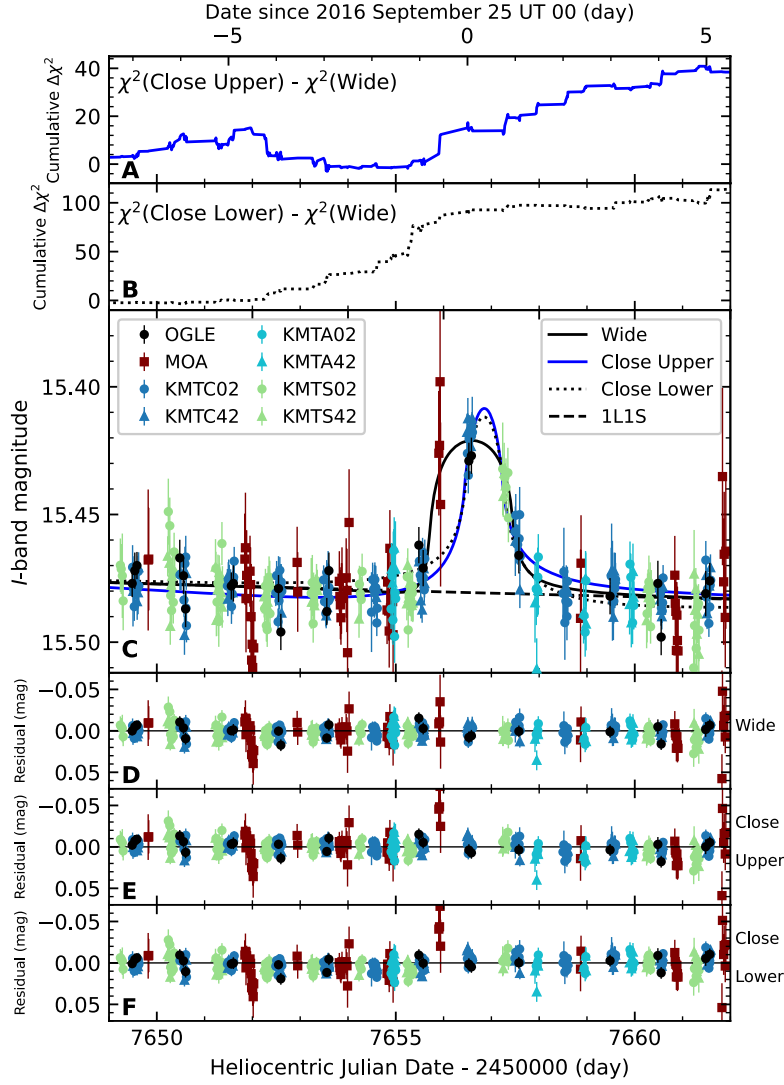 Date since 2016 September 25 UT 00 (day)
−5 0 5
Cumulative Δχ²
40
20
0
χ²(Close Upper) - χ²(Wide)
A
Cumulative Δχ²
100
50
0
χ²(Close Lower) - χ²(Wide)
B
I-band magnitude
15.40
15.45
15.50
OGLE
MOA
KMTC02
KMTC42
KMTA02
KMTA42
KMTS02
KMTS42
Wide
Close Upper
Close Lower
1L1S
C
Residual (mag)
−0.05
0.00
0.05
D
Wide
Residual (mag)
−0.05
0.00
0.05
E
Close
Upper
Residual (mag)
−0.05
0.00
0.05
F
Close
Lower
7650 7655 7660
Heliocentric Julian Date - 2450000 (day)